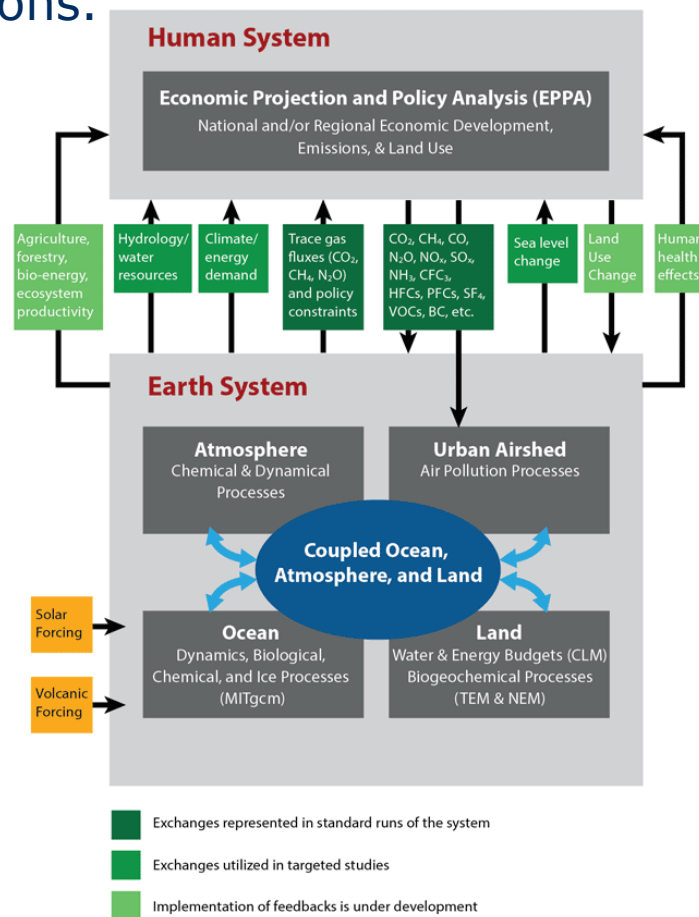 ons.
Human System
Economic Projection and Policy Analysis (EPPA)
National and/or Regional Economic Development,
Emissions, & Land Use
Agriculture,
forestry,
bio-energy,
ecosystem
productivity
Hydrology/
water
resources
Climate/
energy
demand
Trace gas
fluxes (CO₂,
CH₄, N₂O)
and policy
constraints
CO₂, CH₄, CO,
N₂O, NOₓ, SOₓ,
NH₃, CFC₃,
HFCs, PFCs, SF₄,
VOCs, BC, etc.
Sea level
change
Land
Use
Change
Human
health
effects
Earth System
Atmosphere
Chemical & Dynamical
Processes
Urban Airshed
Air Pollution Processes
Coupled Ocean,
Atmosphere, and Land
Solar
Forcing
Volcanic
Forcing
Ocean
Dynamics, Biological,
Chemical, and Ice Processes
(MITgcm)
Land
Water & Energy Budgets (CLM)
Biogeochemical Processes
(TEM & NEM)
Exchanges represented in standard runs of the system
Exchanges utilized in targeted studies
Implementation of feedbacks is under development